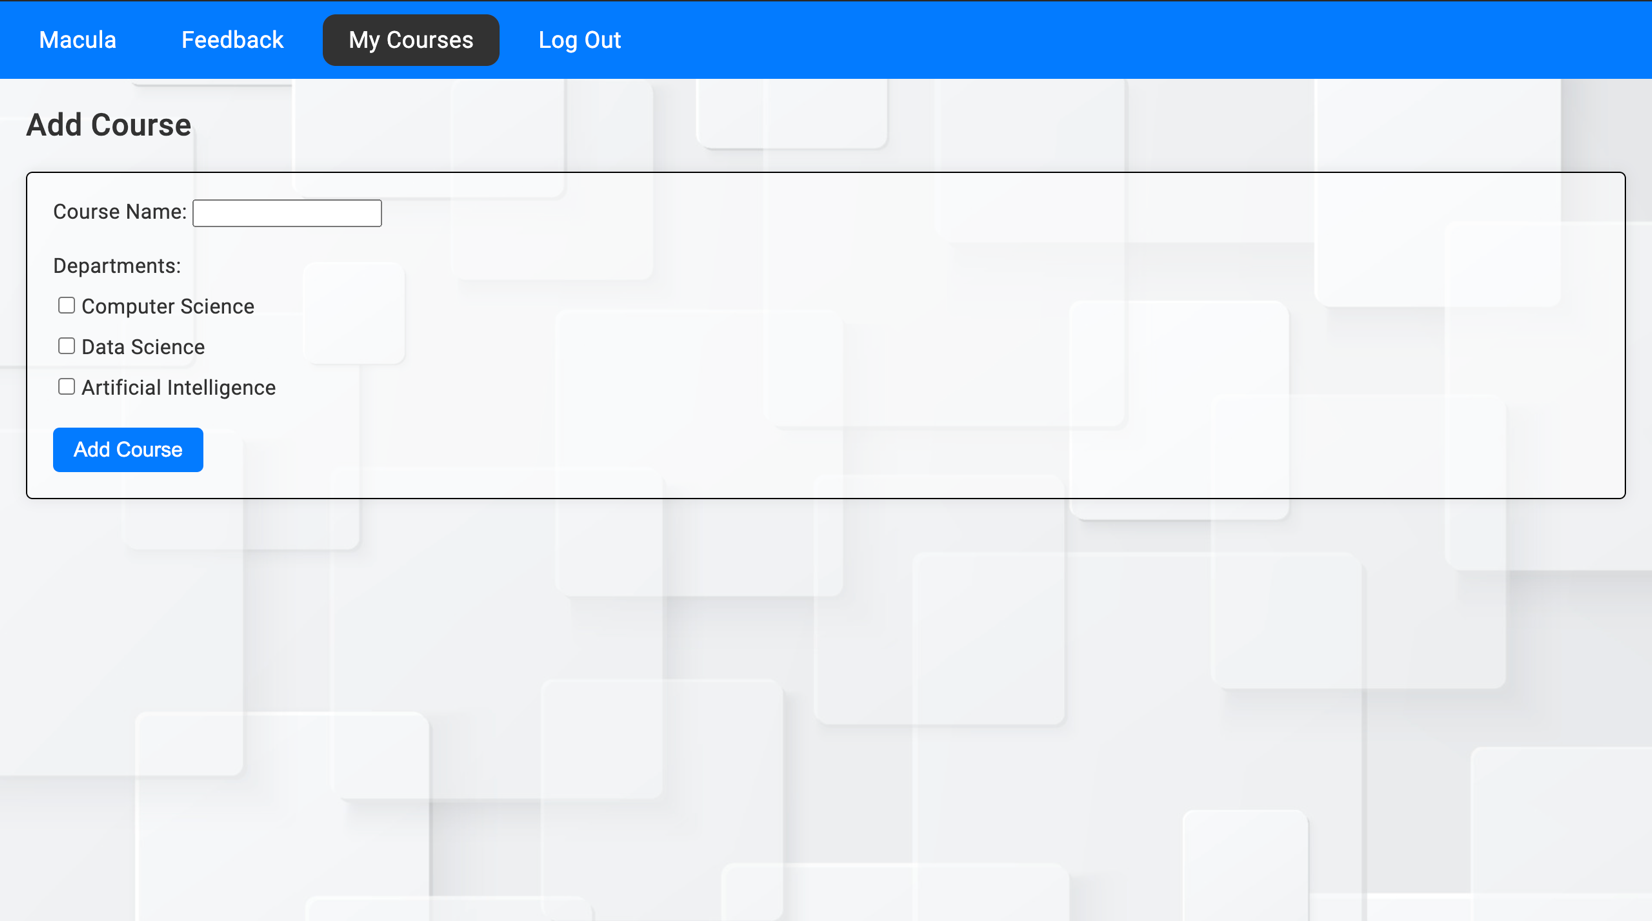 Macula Feedback My Courses Log Out
Add Course
Course Name:
Departments:
Computer Science
Data Science
Artificial Intelligence
Add Course